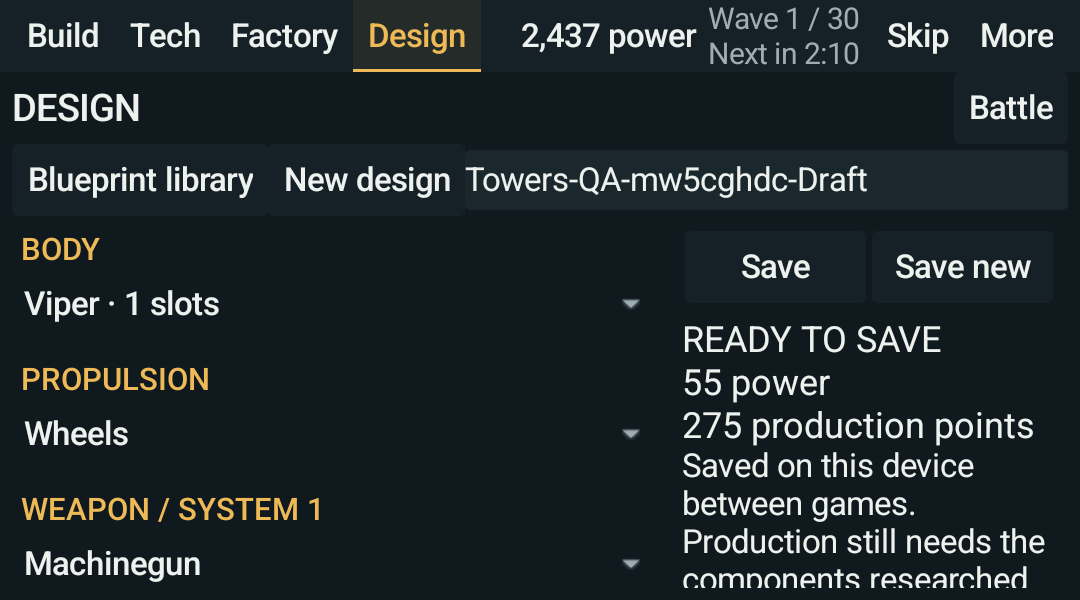 Build Tech Factory Design 2,437 power Wave 1 / 30 Skip More
Next in 2:10
DESIGN Battle
Blueprint library New design Towers-QA-mw5cghdc-Draft
BODY
Viper · 1 slots
PROPULSION
Wheels
WEAPON / SYSTEM 1
Machinegun
Save Save new
READY TO SAVE
55 power
275 production points
Saved on this device
between games.
Production still needs the
components researched